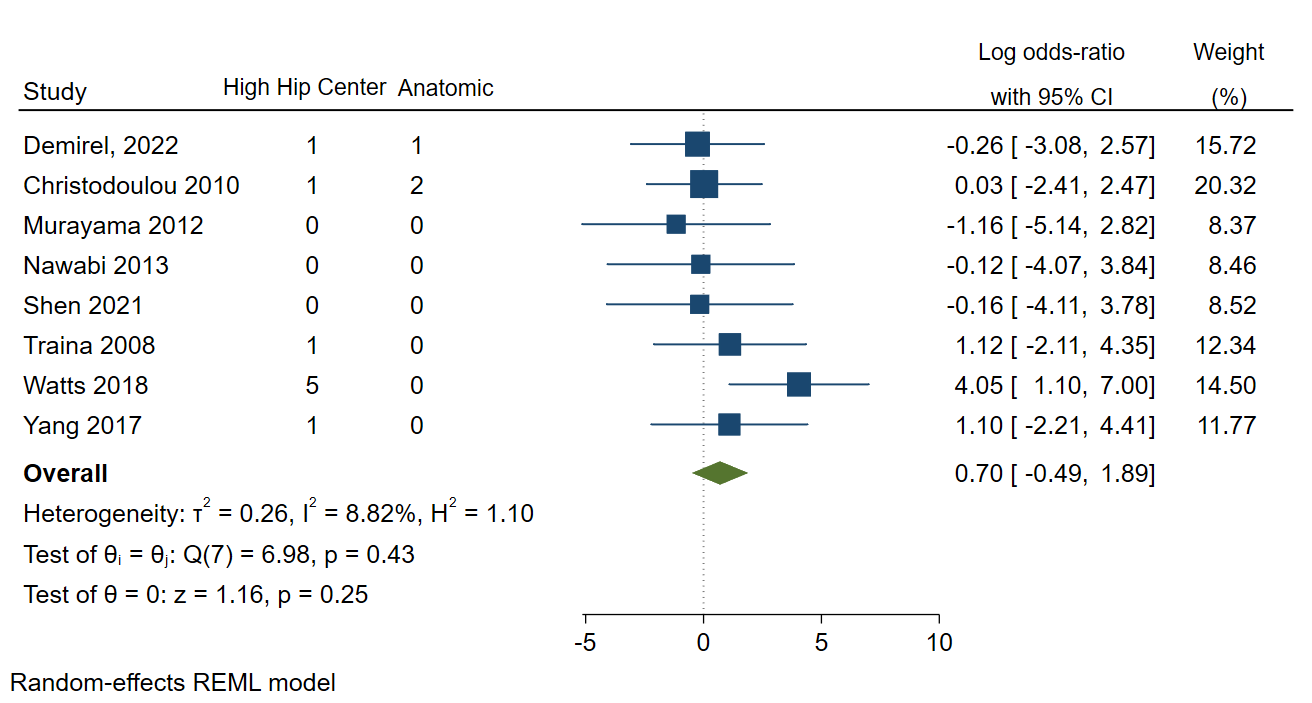 Log odds-ratio Weight
Study High Hip Center Anatomic with 95% CI (%)
Demirel, 2022 1 1 -0.26 [ -3.08, 2.57] 15.72
Christodoulou 2010 1 2 0.03 [ -2.41, 2.47] 20.32
Murayama 2012 0 0 -1.16 [ -5.14, 2.82] 8.37
Nawabi 2013 0 0 -0.12 [ -4.07, 3.84] 8.46
Shen 2021 0 0 -0.16 [ -4.11, 3.78] 8.52
Traina 2008 1 0 1.12 [ -2.11, 4.35] 12.34
Watts 2018 5 0 4.05 [ 1.10, 7.00] 14.50
Yang 2017 1 0 1.10 [ -2.21, 4.41] 11.77
Overall 0.70 [ -0.49, 1.89]
Heterogeneity: τ² = 0.26, I² = 8.82%, H² = 1.10
Test of θᵢ = θⱼ: Q(7) = 6.98, p = 0.43
Test of θ = 0: z = 1.16, p = 0.25
-5 0 5 10
Random-effects REML model